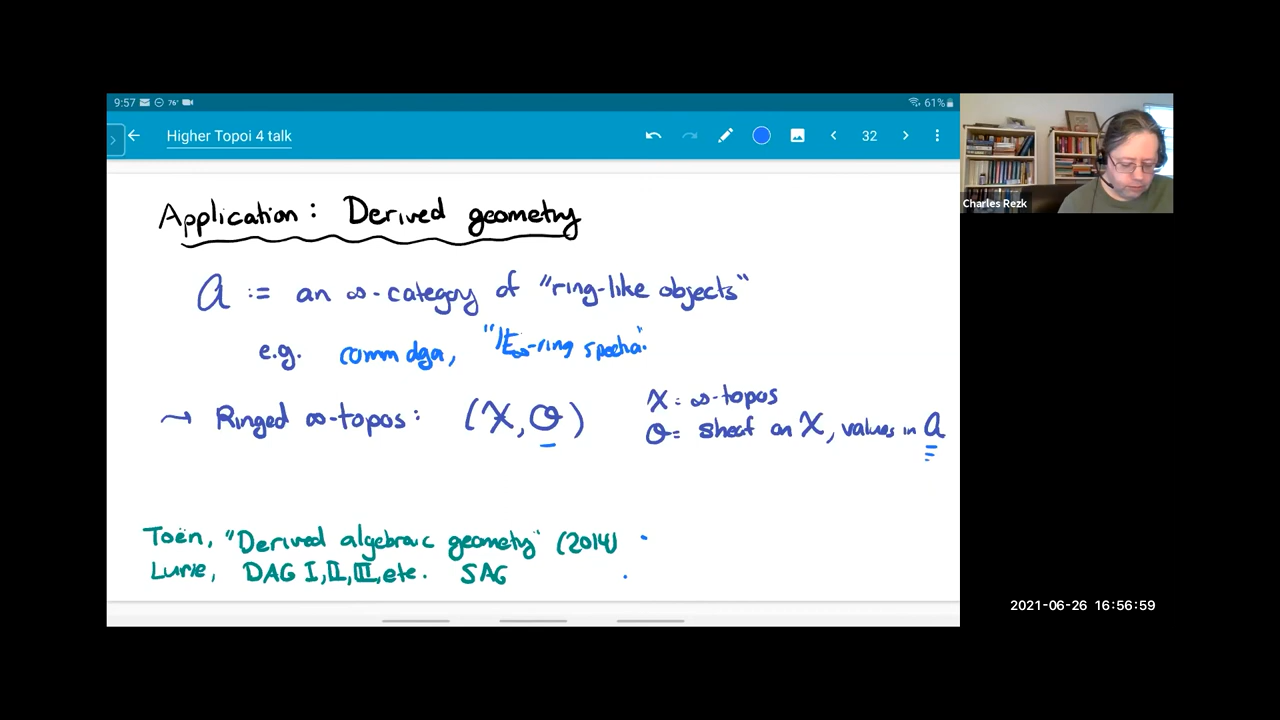 9:57 76° 61%
Higher Topoi 4 talk 32
Charles Rezk
Application: Derived geometry
a := an ∞-category of "ring-like objects"
e.g. comm dga, "E∞-ring spectra"
→ Ringed ∞-topos: (X, O)
X = ∞-topos
O = sheaf on X, values in a
Toën, "Derived algebraic geometry" (2014)
Lurie, DAG I, II, III, etc. SAG
2021-06-26 16:56:59